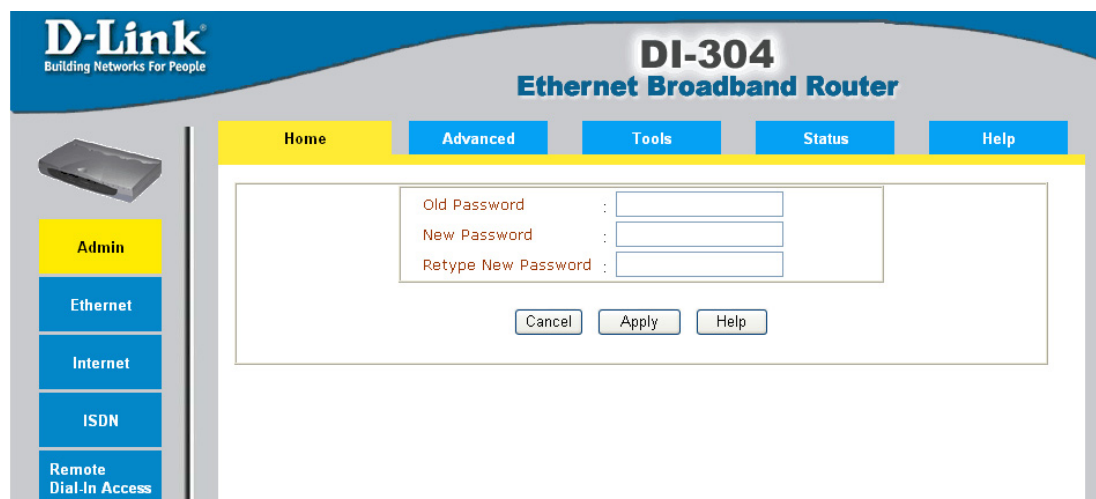 D-Link
Building Networks For People
DI-304
Ethernet Broadband Router
Home
Advanced
Tools
Status
Help
Admin
Ethernet
Internet
ISDN
Remote
Dial-In Access
Old Password :
New Password :
Retype New Password :
Cancel
Apply
Help